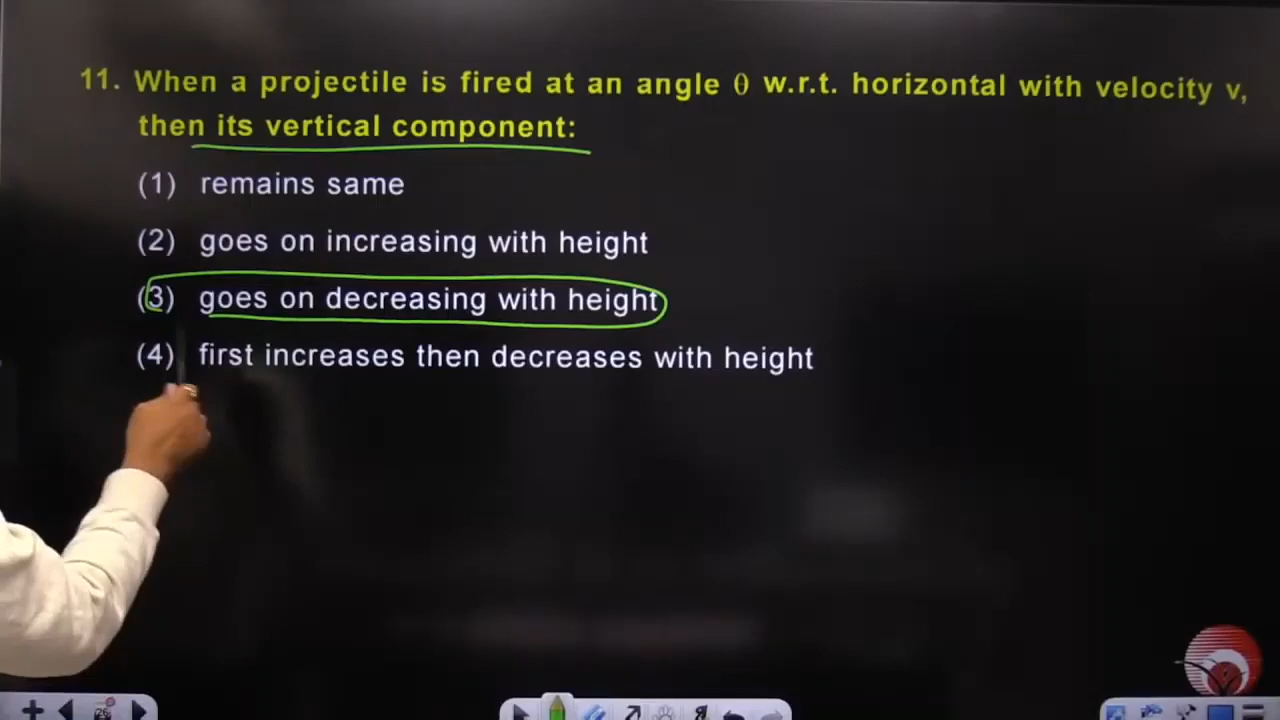 11. When a projectile is fired at an angle θ w.r.t. horizontal with velocity v,
then its vertical component:
(1) remains same
(2) goes on increasing with height
(3) goes on decreasing with height
(4) first increases then decreases with height